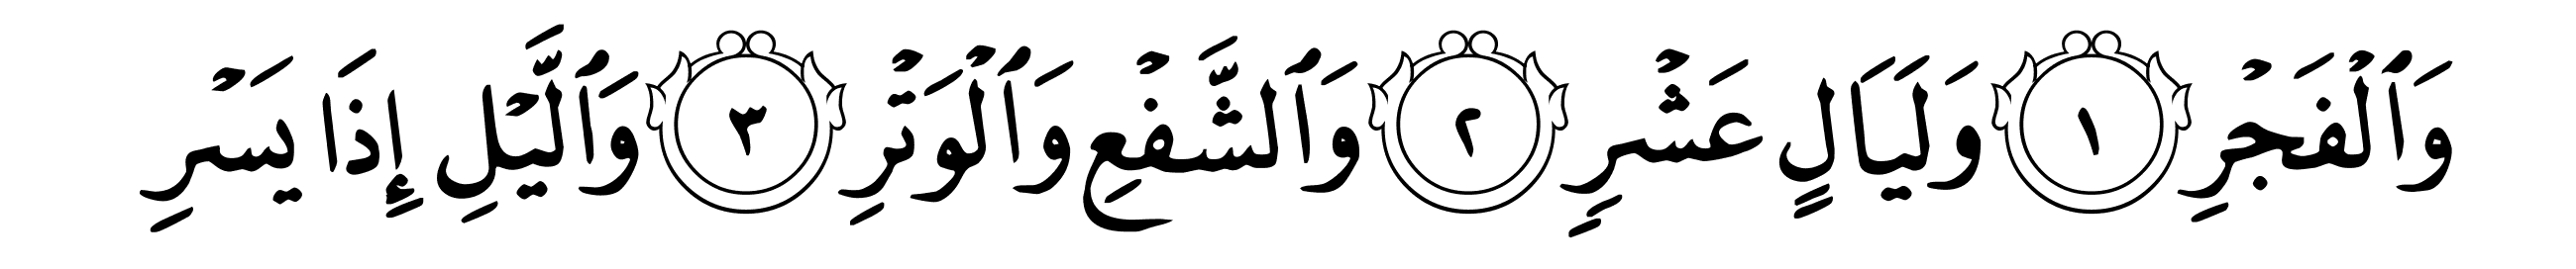 وَٱلْفَجْرِ ١ وَلَيَالٍ عَشْرٍ ٢ وَٱلشَّفْعِ وَٱلْوَتْرِ ٣ وَٱلَّيْلِ إِذَا يَسْرِ